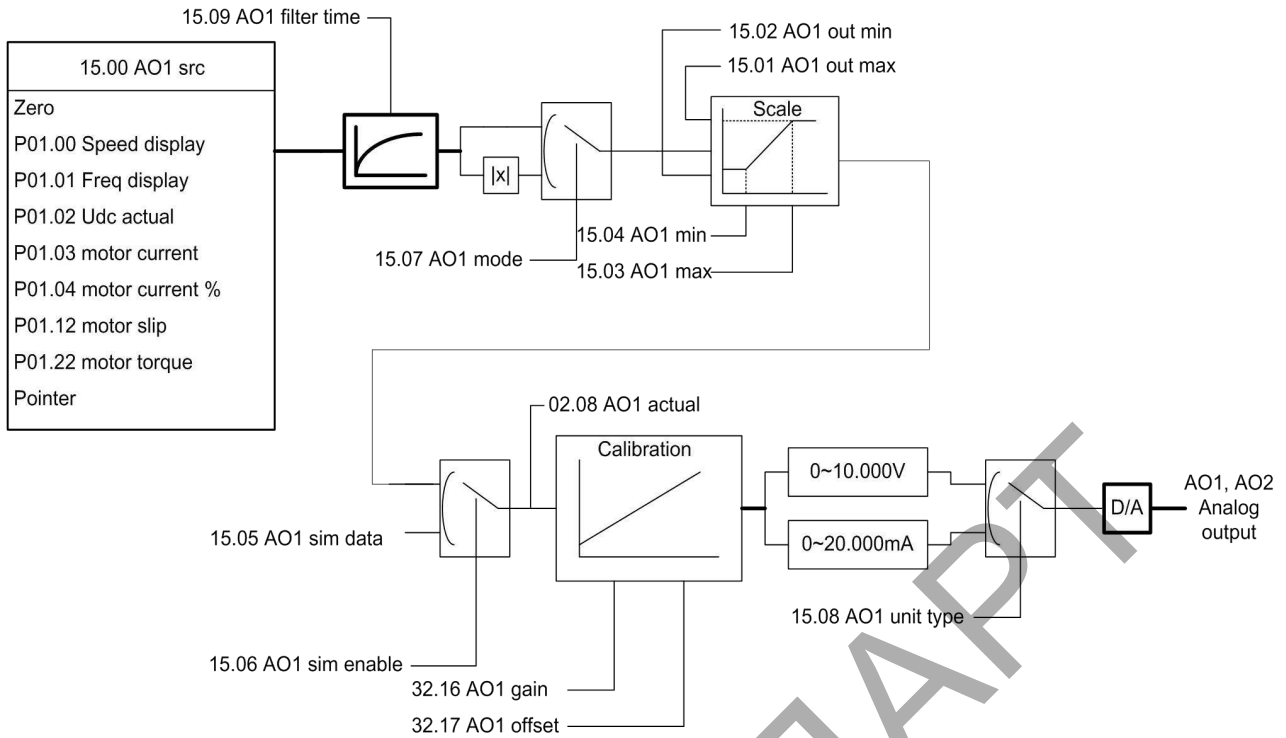 15.09 AO1 filter time
15.02 AO1 out min
15.01 AO1 out max
15.00 AO1 src
Zero
P01.00 Speed display
P01.01 Freq display
P01.02 Udc actual
P01.03 motor current
P01.04 motor current %
P01.12 motor slip
P01.22 motor torque
Pointer
|x|
Scale
15.07 AO1 mode
15.04 AO1 min
15.03 AO1 max
02.08 AO1 actual
Calibration
0~10.000V
0~20.000mA
D/A
AO1, AO2
Analog
output
15.05 AO1 sim data
15.08 AO1 unit type
15.06 AO1 sim enable
32.16 AO1 gain
32.17 AO1 offset